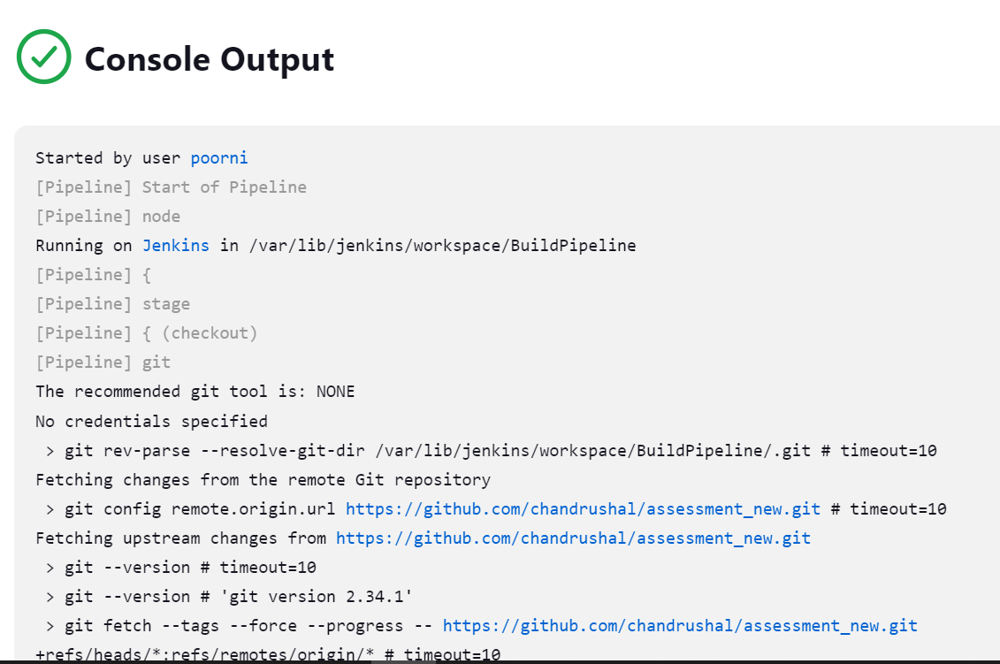 Console Output
Started by user poorni
[Pipeline] Start of Pipeline
[Pipeline] node
Running on Jenkins in /var/lib/jenkins/workspace/BuildPipeline
[Pipeline] {
[Pipeline] stage
[Pipeline] { (checkout)
[Pipeline] git
The recommended git tool is: NONE
No credentials specified
 > git rev-parse --resolve-git-dir /var/lib/jenkins/workspace/BuildPipeline/.git # timeout=10
Fetching changes from the remote Git repository
 > git config remote.origin.url https://github.com/chandrushal/assessment_new.git # timeout=10
Fetching upstream changes from https://github.com/chandrushal/assessment_new.git
 > git --version # timeout=10
 > git --version # 'git version 2.34.1'
 > git fetch --tags --force --progress -- https://github.com/chandrushal/assessment_new.git
+refs/heads/*:refs/remotes/origin/* # timeout=10